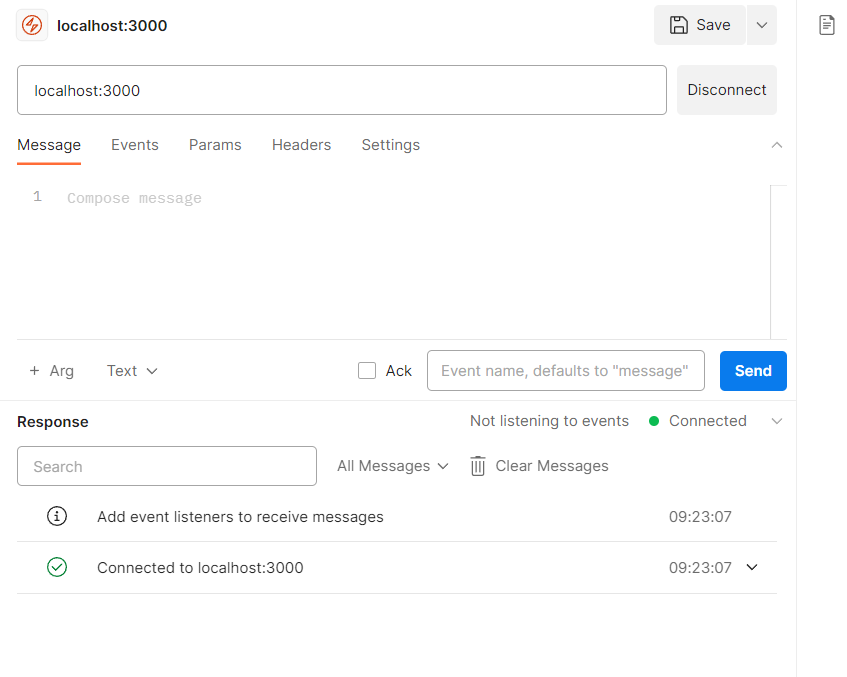 localhost:3000
Save
localhost:3000
Disconnect
Message Events Params Headers Settings
1 Compose message
+ Arg Text Ack Event name, defaults to "message" Send
Response Not listening to events Connected
Search All Messages Clear Messages
Add event listeners to receive messages 09:23:07
Connected to localhost:3000 09:23:07